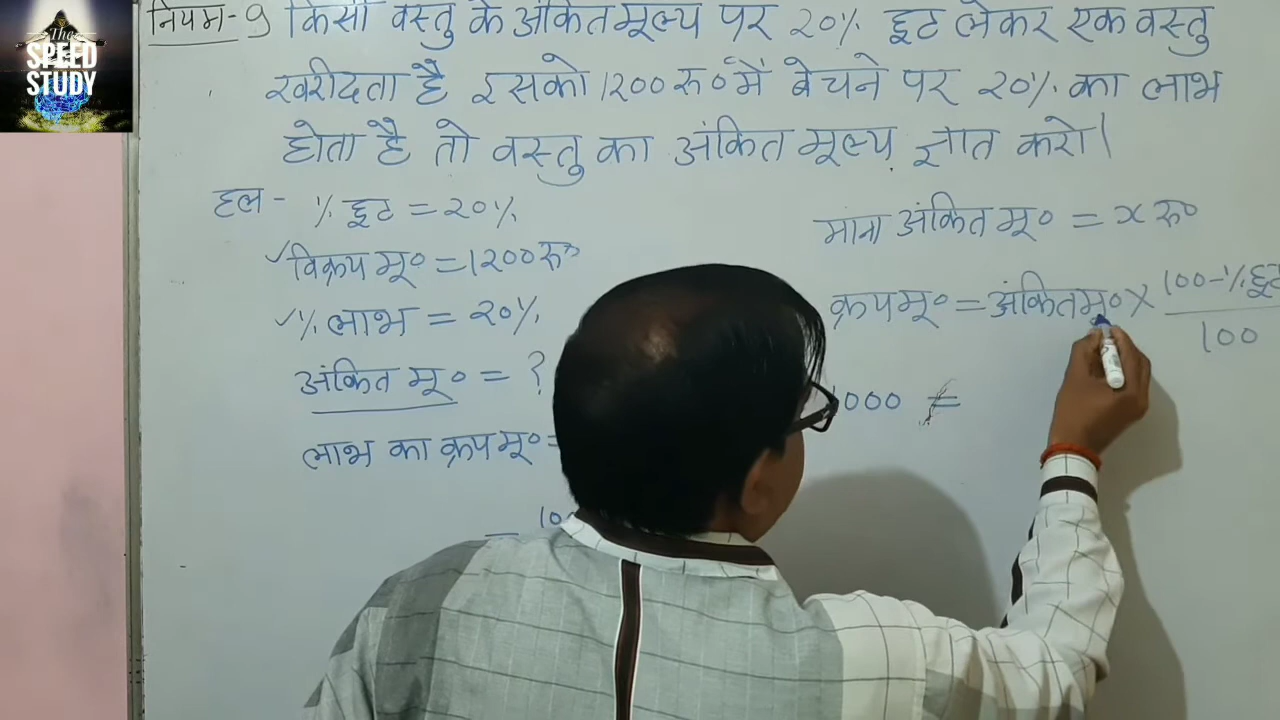 The
SPEED
STUDY
नियम-9 किसी वस्तु के अंकित मूल्य पर 20% छूट लेकर एक वस्तु
खरीदता है इसको 1200 रु० में बेचने पर 20% का लाभ
होता है तो वस्तु का अंकित मूल्य ज्ञात करो।
हल- % छूट = 20%
✓विक्रय मू० = 1200 रु०
✓% लाभ = 20%
अंकित मू० = ?
लाभ का क्रय मू० =
= 10
माना अंकित मू० = x रु०
क्रय मू० = अंकित मू० × 100-% छूट / 100
1000 =